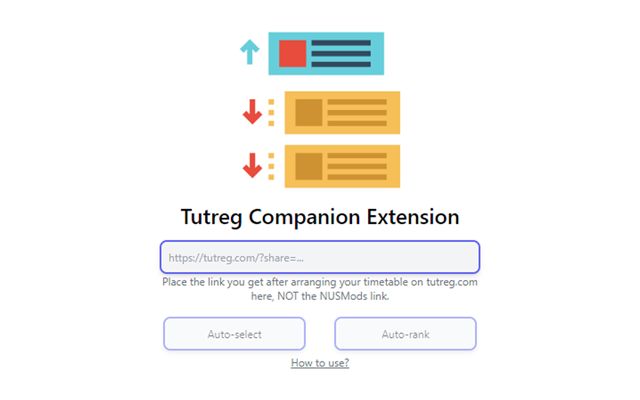 Tutreg Companion Extension
https://tutreg.com/?share=...
Place the link you get after arranging your timetable on tutreg.com
here, NOT the NUSMods link.
Auto-select
Auto-rank
How to use?